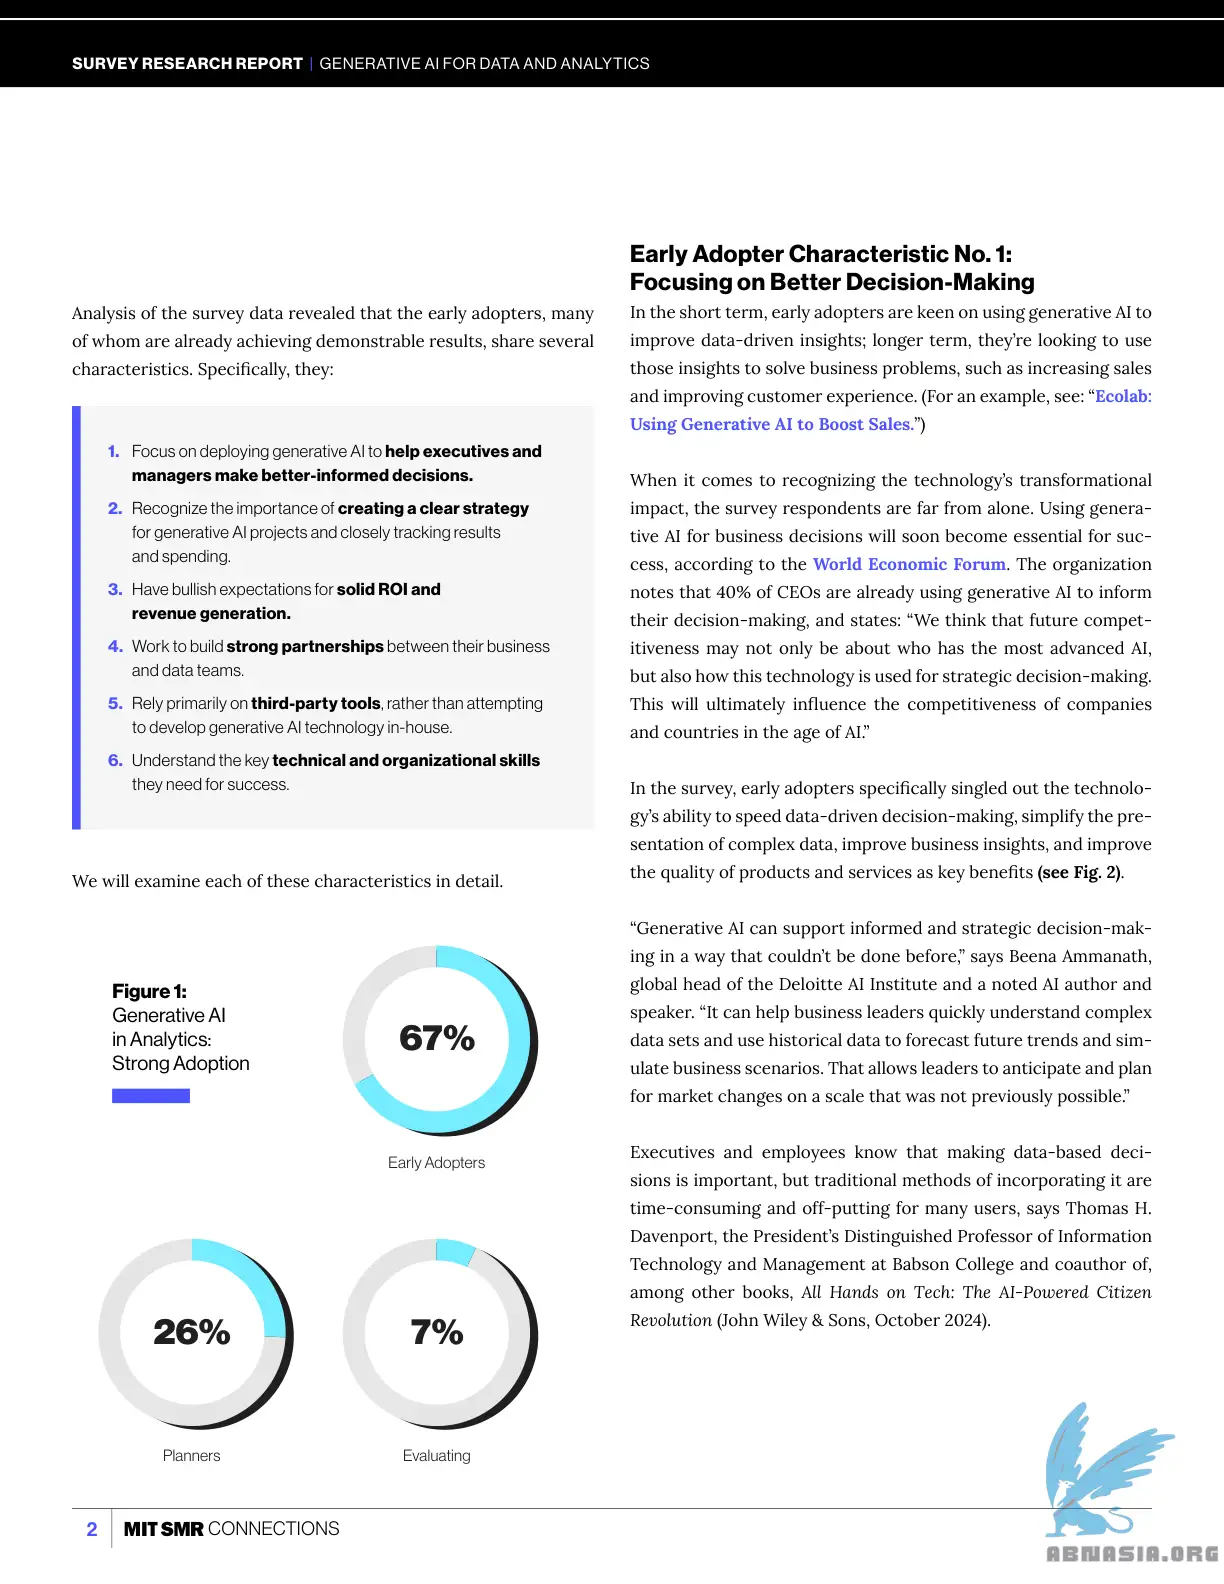 SURVEY RESEARCH REPORT | GENERATIVE AI FOR DATA AND ANALYTICS
Analysis of the survey data revealed that the early adopters, many
of whom are already achieving demonstrable results, share several
characteristics. Specifically, they:
1. Focus on deploying generative AI to help executives and
managers make better-informed decisions.
2. Recognize the importance of creating a clear strategy
for generative AI projects and closely tracking results
and spending.
3. Have bullish expectations for solid ROI and
revenue generation.
4. Work to build strong partnerships between their business
and data teams.
5. Rely primarily on third-party tools, rather than attempting
to develop generative AI technology in-house.
6. Understand the key technical and organizational skills
they need for success.
We will examine each of these characteristics in detail.
Figure 1:
Generative AI
in Analytics:
Strong Adoption
67%
Early Adopters
26%
Planners
7%
Evaluating
Early Adopter Characteristic No. 1:
Focusing on Better Decision-Making
In the short term, early adopters are keen on using generative AI to
improve data-driven insights; longer term, they’re looking to use
those insights to solve business problems, such as increasing sales
and improving customer experience. (For an example, see: “Ecolab:
Using Generative AI to Boost Sales.”)
When it comes to recognizing the technology’s transformational
impact, the survey respondents are far from alone. Using genera-
tive AI for business decisions will soon become essential for suc-
cess, according to the World Economic Forum. The organization
notes that 40% of CEOs are already using generative AI to inform
their decision-making, and states: “We think that future compet-
itiveness may not only be about who has the most advanced AI,
but also how this technology is used for strategic decision-making.
This will ultimately influence the competitiveness of companies
and countries in the age of AI.”
In the survey, early adopters specifically singled out the technolo-
gy’s ability to speed data-driven decision-making, simplify the pre-
sentation of complex data, improve business insights, and improve
the quality of products and services as key benefits (see Fig. 2).
“Generative AI can support informed and strategic decision-mak-
ing in a way that couldn’t be done before,” says Beena Ammanath,
global head of the Deloitte AI Institute and a noted AI author and
speaker. “It can help business leaders quickly understand complex
data sets and use historical data to forecast future trends and sim-
ulate business scenarios. That allows leaders to anticipate and plan
for market changes on a scale that was not previously possible.”
Executives and employees know that making data-based deci-
sions is important, but traditional methods of incorporating it are
time-consuming and off-putting for many users, says Thomas H.
Davenport, the President’s Distinguished Professor of Information
Technology and Management at Babson College and coauthor of,
among other books, All Hands on Tech: The AI-Powered Citizen
Revolution (John Wiley & Sons, October 2024).
2 MIT SMR CONNECTIONS
ABNASIA.ORG